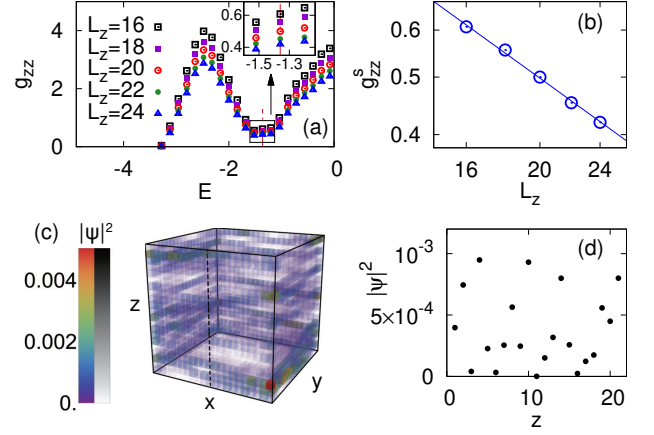 4
2
0
g_zz
L_z=16
L_z=18
L_z=20
L_z=22
L_z=24
0.6
0.4
-1.5 -1.3
(a)
-4 -2 0
E
(b)
g^s_zz
0.6
0.5
0.4
16 20 24
L_z
(c)
|ψ|²
0.004
0.002
0.
z
x
y
(d)
|ψ|²
10⁻³
5×10⁻⁴
0
0 10 20
z